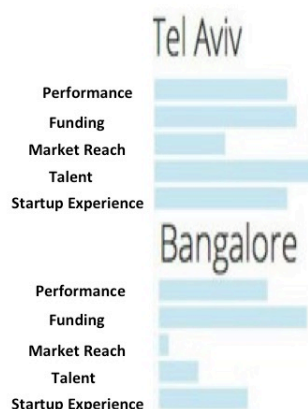 Tel Aviv
Performance
Funding
Market Reach
Talent
Startup Experience
Bangalore
Performance
Funding
Market Reach
Talent
Startup Experience